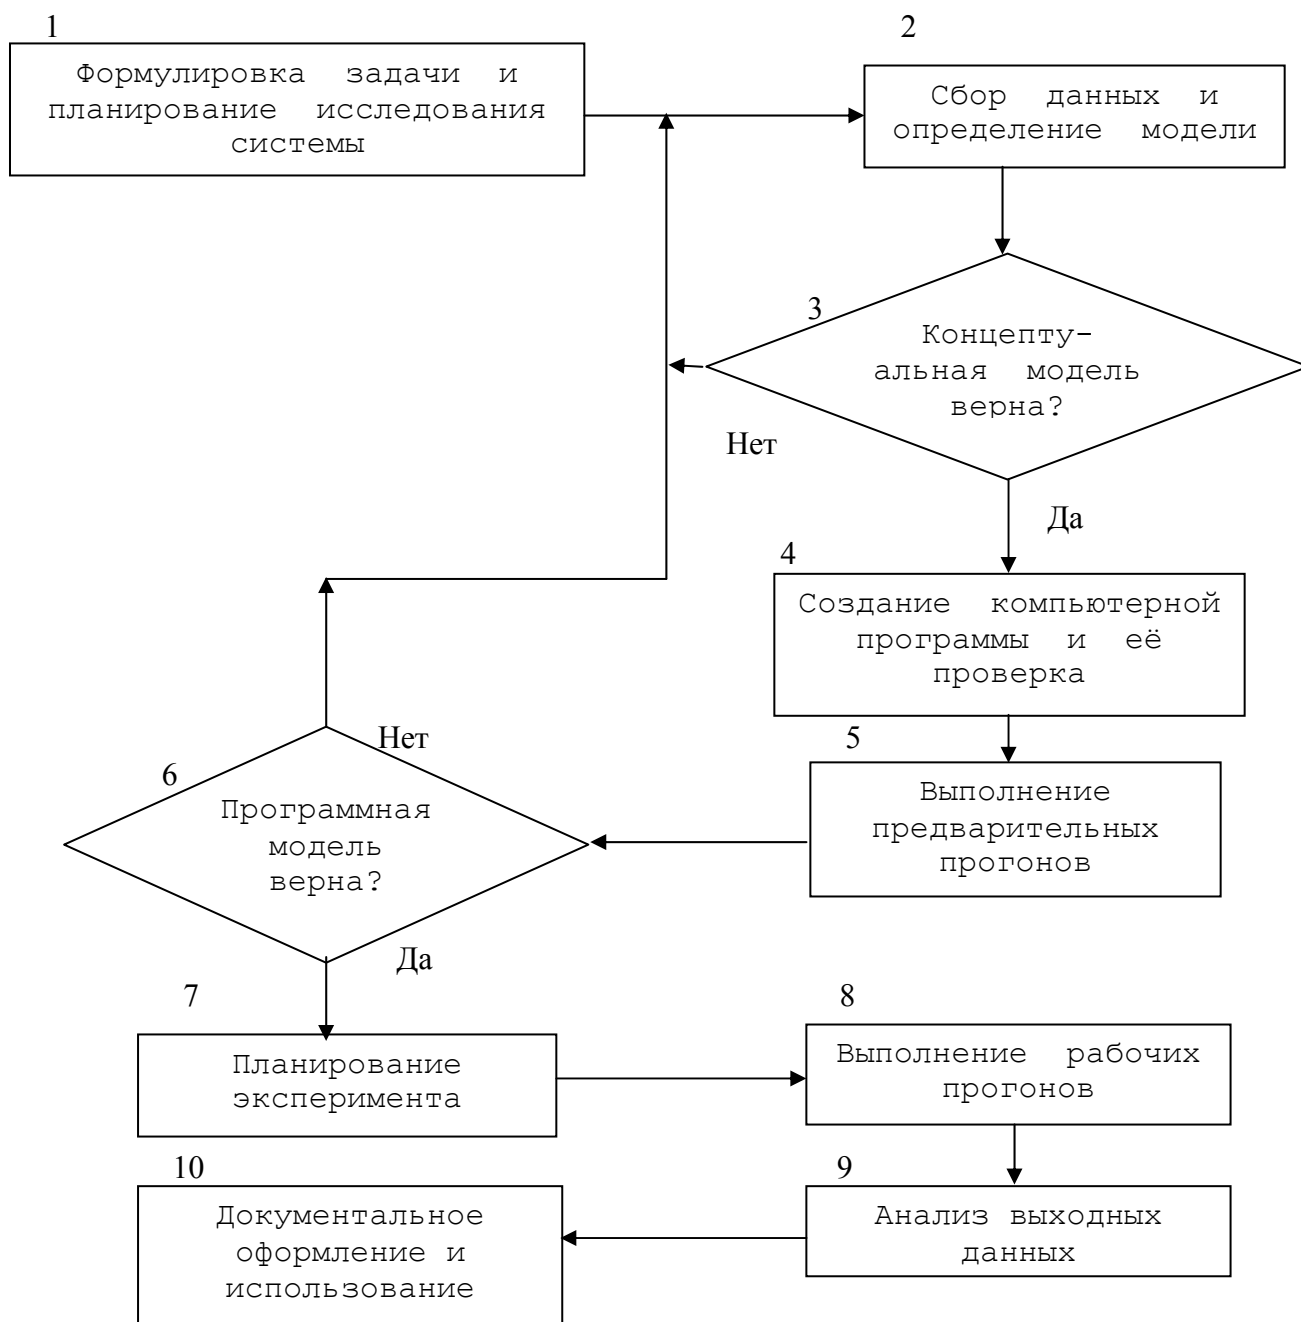 1
Формулировка задачи и
планирование исследования
системы
2
Сбор данных и
определение модели
3
Концепту-
альная модель
верна?
Нет
Да
4
Создание компьютерной
программы и её
проверка
5
Выполнение
предварительных
прогонов
6
Программная
модель
верна?
Нет
Да
7
Планирование
эксперимента
8
Выполнение рабочих
прогонов
9
Анализ выходных
данных
10
Документальное
оформление и
использование